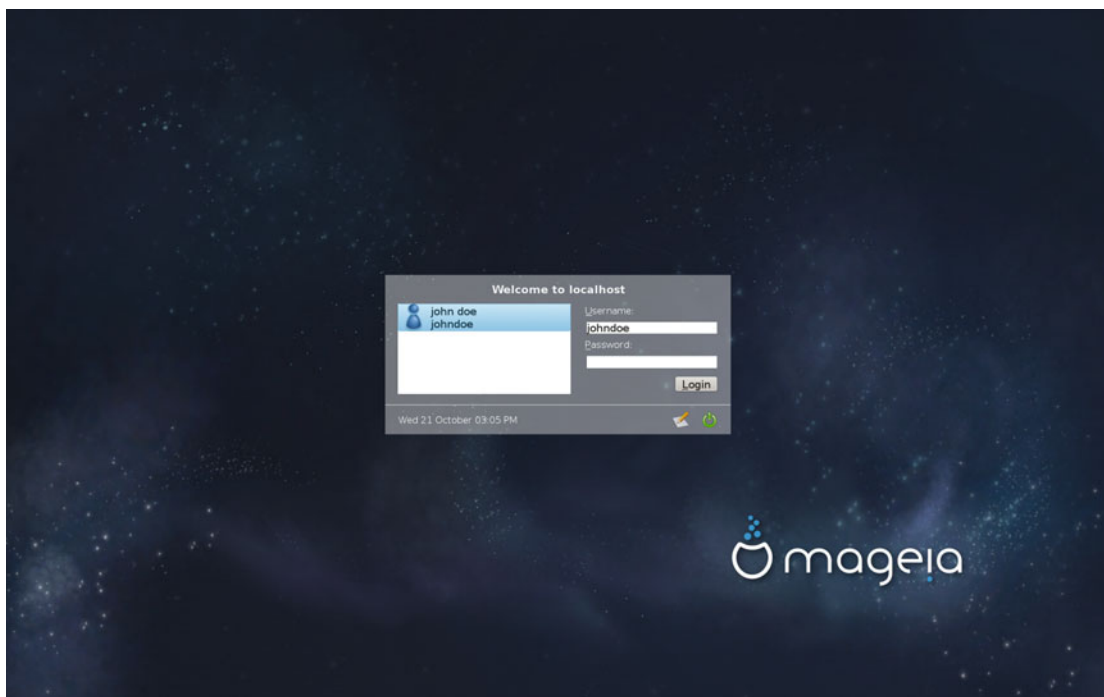 Welcome to localhost
john doe
johndoe
Username:
johndoe
Password:
Login
Wed 21 October 03:05 PM
mageia